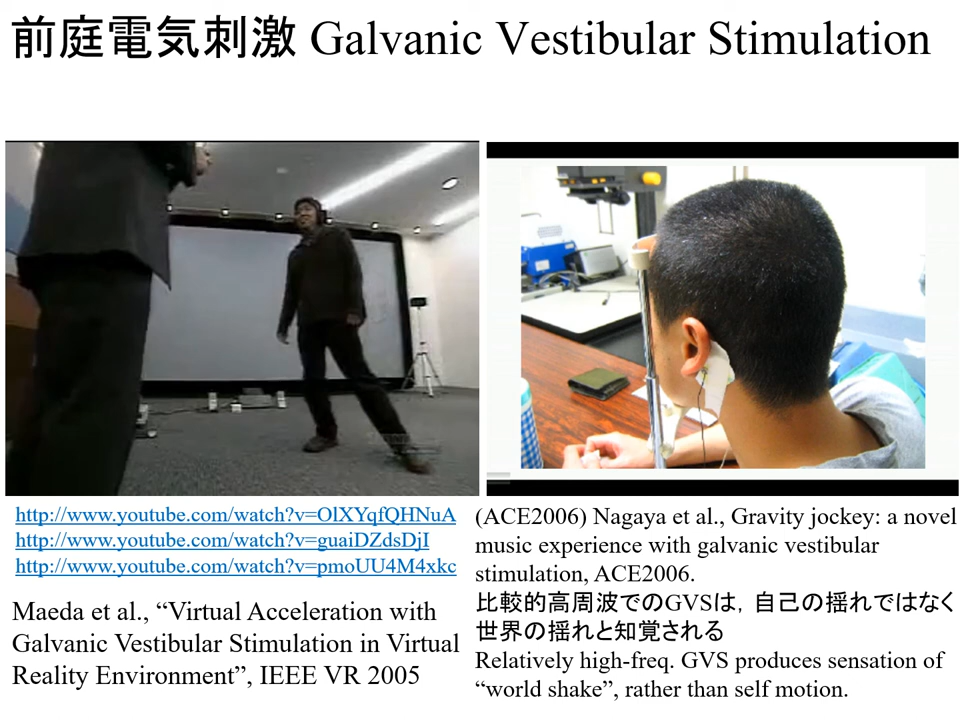 前庭電気刺激 Galvanic Vestibular Stimulation
http://www.youtube.com/watch?v=OlXYqfQHNuA
http://www.youtube.com/watch?v=guaiDZdsDjI
http://www.youtube.com/watch?v=pmoUU4M4xkc
Maeda et al., “Virtual Acceleration with
Galvanic Vestibular Stimulation in Virtual
Reality Environment”, IEEE VR 2005
(ACE2006) Nagaya et al., Gravity jockey: a novel
music experience with galvanic vestibular
stimulation, ACE2006.
比較的高周波でのGVSは，自己の揺れではなく
世界の揺れと知覚される
Relatively high-freq. GVS produces sensation of
“world shake”, rather than self motion.